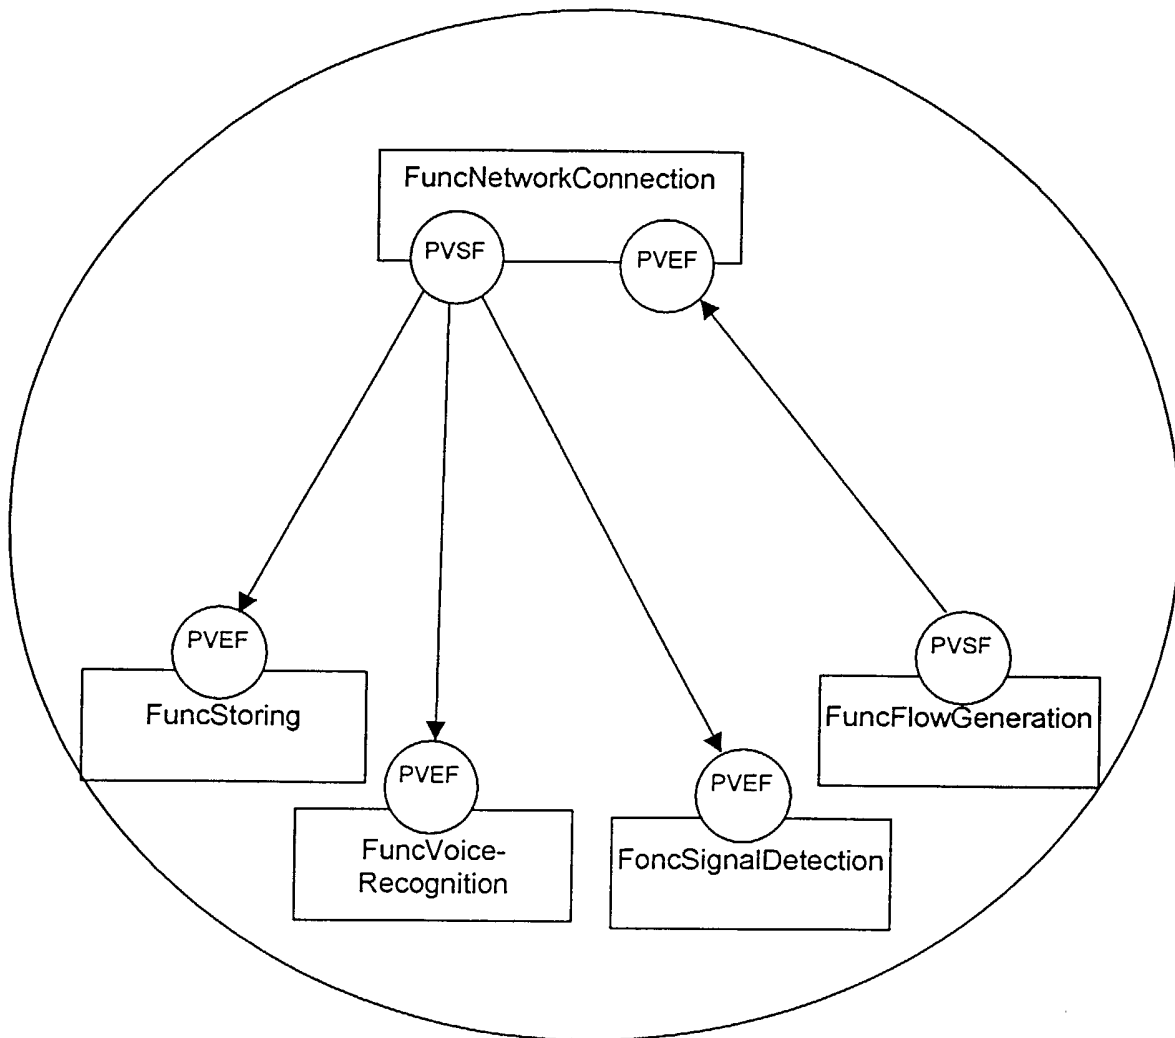 FuncNetworkConnection
PVSF
PVEF
PVEF
FuncStoring
PVEF
FuncVoice-
Recognition
PVEF
FoncSignalDetection
PVSF
FuncFlowGeneration